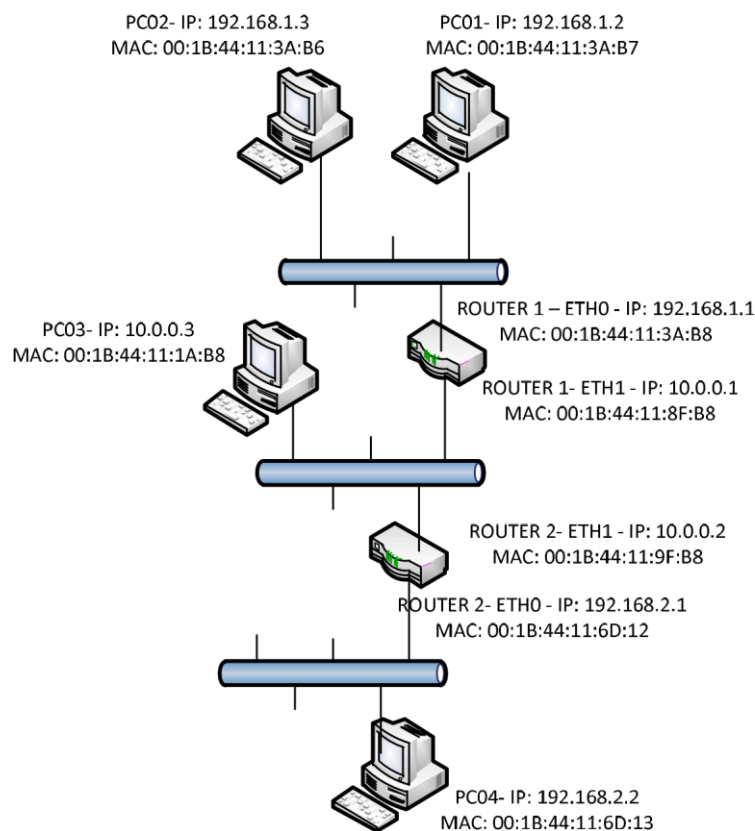 PC02- IP: 192.168.1.3
MAC: 00:1B:44:11:3A:B6
PC01- IP: 192.168.1.2
MAC: 00:1B:44:11:3A:B7
ROUTER 1 – ETH0 - IP: 192.168.1.1
MAC: 00:1B:44:11:3A:B8
PC03- IP: 10.0.0.3
MAC: 00:1B:44:11:1A:B8
ROUTER 1- ETH1 - IP: 10.0.0.1
MAC: 00:1B:44:11:8F:B8
ROUTER 2- ETH1 - IP: 10.0.0.2
MAC: 00:1B:44:11:9F:B8
ROUTER 2- ETH0 - IP: 192.168.2.1
MAC: 00:1B:44:11:6D:12
PC04- IP: 192.168.2.2
MAC: 00:1B:44:11:6D:13